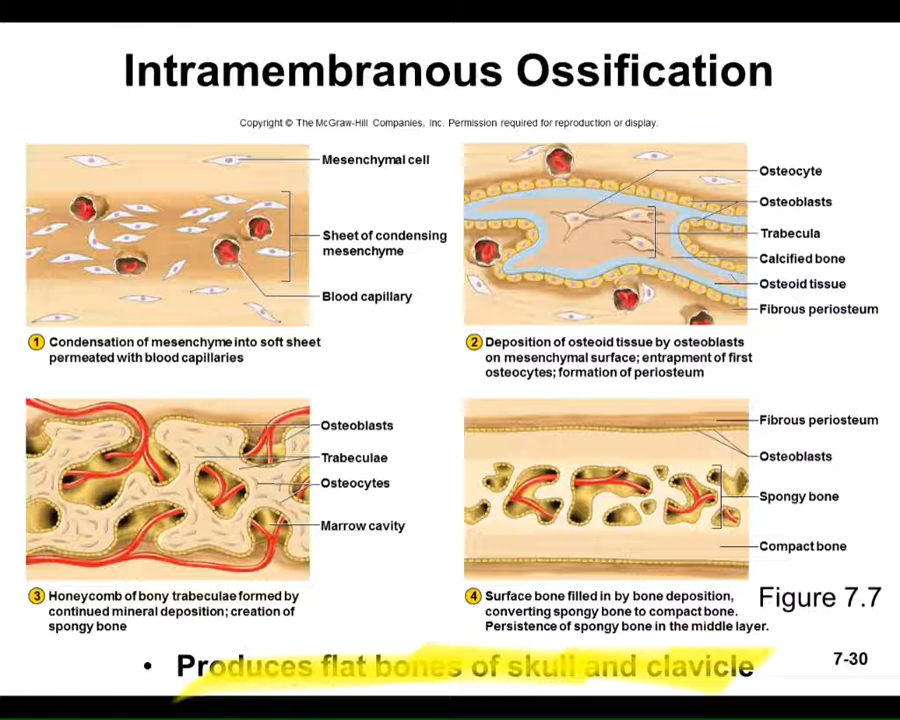 Intramembranous Ossification
Copyright © The McGraw-Hill Companies, Inc. Permission required for reproduction or display.
Mesenchymal cell
Sheet of condensing
mesenchyme
Blood capillary
1 Condensation of mesenchyme into soft sheet
permeated with blood capillaries
Osteocyte
Osteoblasts
Trabecula
Calcified bone
Osteoid tissue
Fibrous periosteum
2 Deposition of osteoid tissue by osteoblasts
on mesenchymal surface; entrapment of first
osteocytes; formation of periosteum
Osteoblasts
Trabeculae
Osteocytes
Marrow cavity
3 Honeycomb of bony trabeculae formed by
continued mineral deposition; creation of
spongy bone
Fibrous periosteum
Osteoblasts
Spongy bone
Compact bone
4 Surface bone filled in by bone deposition,
converting spongy bone to compact bone.
Persistence of spongy bone in the middle layer.
Figure 7.7
• Produces flat bones of skull and clavicle
7-30